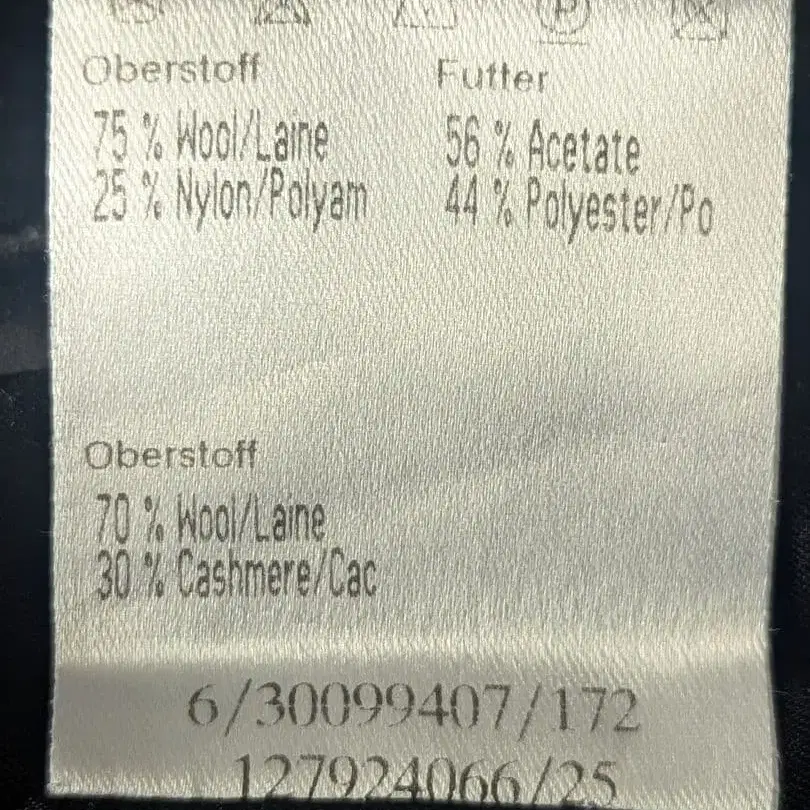 Oberstoff Futter
75 % Wool/Laine 56 % Acetate
25 % Nylon/Polyam 44 % Polyester/Po
Oberstoff
70 % Wool/Laine
30 % Cashmere/Cac
6/30099407/172
127924066/25